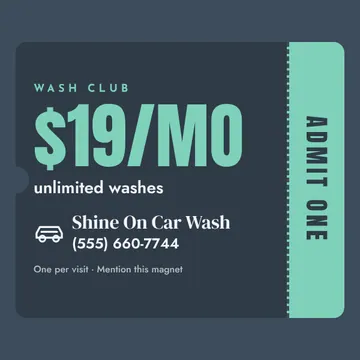 WASH CLUB
$19/MO
unlimited washes
Shine On Car Wash
(555) 660-7744
One per visit · Mention this magnet
ADMIT ONE